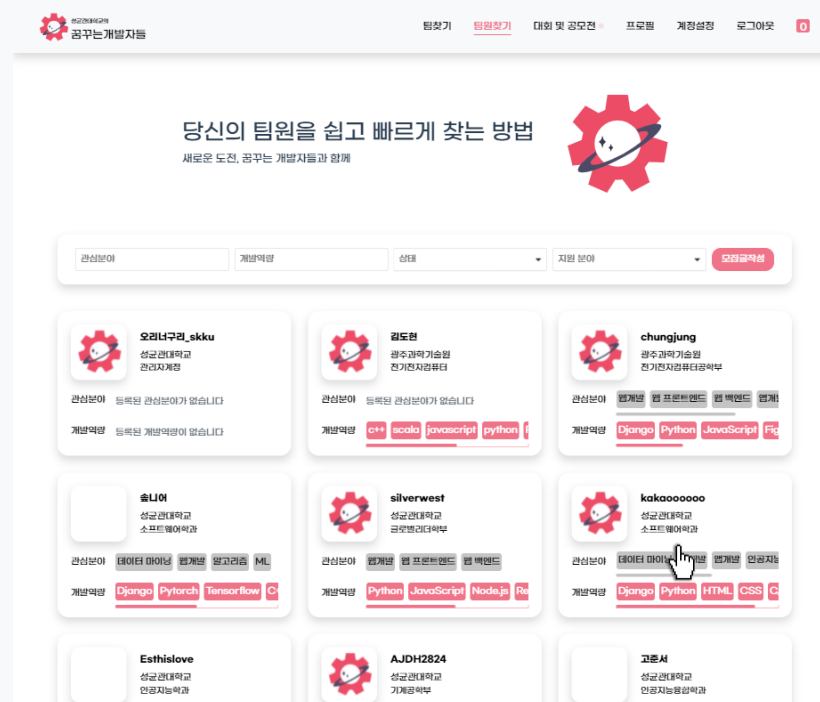 성균관대학교의
꿈꾸는개발자들
팀찾기 팀원찾기 대회 및 공모전 프로필 계정설정 로그아웃 0
당신의 팀원을 쉽고 빠르게 찾는 방법
새로운 도전, 꿈꾸는 개발자들과 함께
관심분야 개발역량 상태 지원 분야 모집글작성
오리너구리_skku
성균관대학교
관리자계정
관심분야 등록된 관심분야가 없습니다
개발역량 등록된 개발역량이 없습니다
김도현
광주과학기술원
전기전자컴퓨터
관심분야 등록된 관심분야가 없습니다
개발역량 c++ scala javascript python
chungjung
광주과학기술원
전기전자컴퓨터공학부
관심분야 웹개발 웹 프론트엔드 웹 백엔드
개발역량 Django Python JavaScript Fig
숲니어
성균관대학교
소프트웨어학과
관심분야 데이터 마이닝 웹개발 알고리즘 ML
개발역량 Django Pytorch Tensorflow
silverwest
성균관대학교
글로벌리더학부
관심분야 웹개발 웹 프론트엔드 웹 백엔드
개발역량 Python JavaScript Node.js Re
kakaooooo
성균관대학교
소프트웨어학과
관심분야 데이터 앱개발 인공지능
개발역량 Django Python HTML CSS
Esthislove
성균관대학교
인공지능학과
AJDH2824
성균관대학교
기계공학부
고준서
성균관대학교
인공지능융합학과